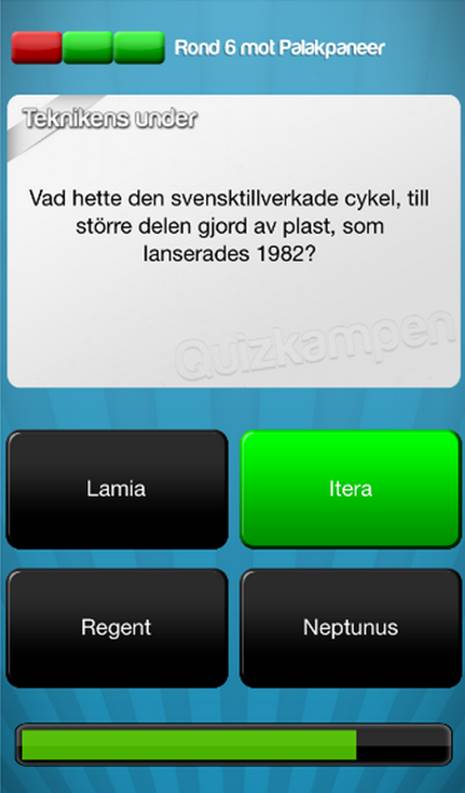 Rond 6 mot Palakpaneer
Teknikens under
Vad hette den svensktillverkade cykel, till
större delen gjord av plast, som
lanserades 1982?
Quizkampen
Lamia
Itera
Regent
Neptunus